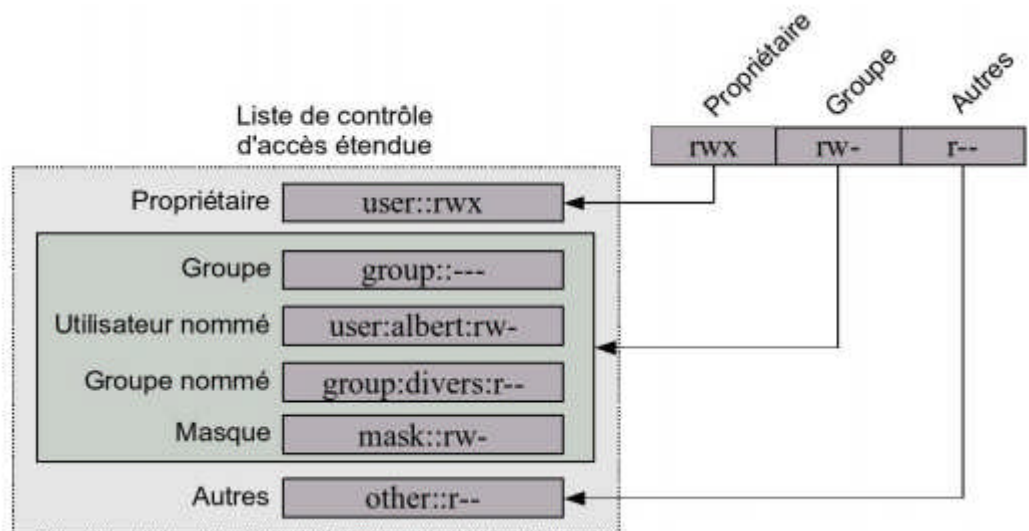 Propriétaire
Groupe
Autres
Liste de contrôle
d'accès étendue
rwx
rw-
r--
Propriétaire
user::rwx
Groupe
group::---
Utilisateur nommé
user:albert:rw-
Groupe nommé
group:divers:r--
Masque
mask::rw-
Autres
other::r--